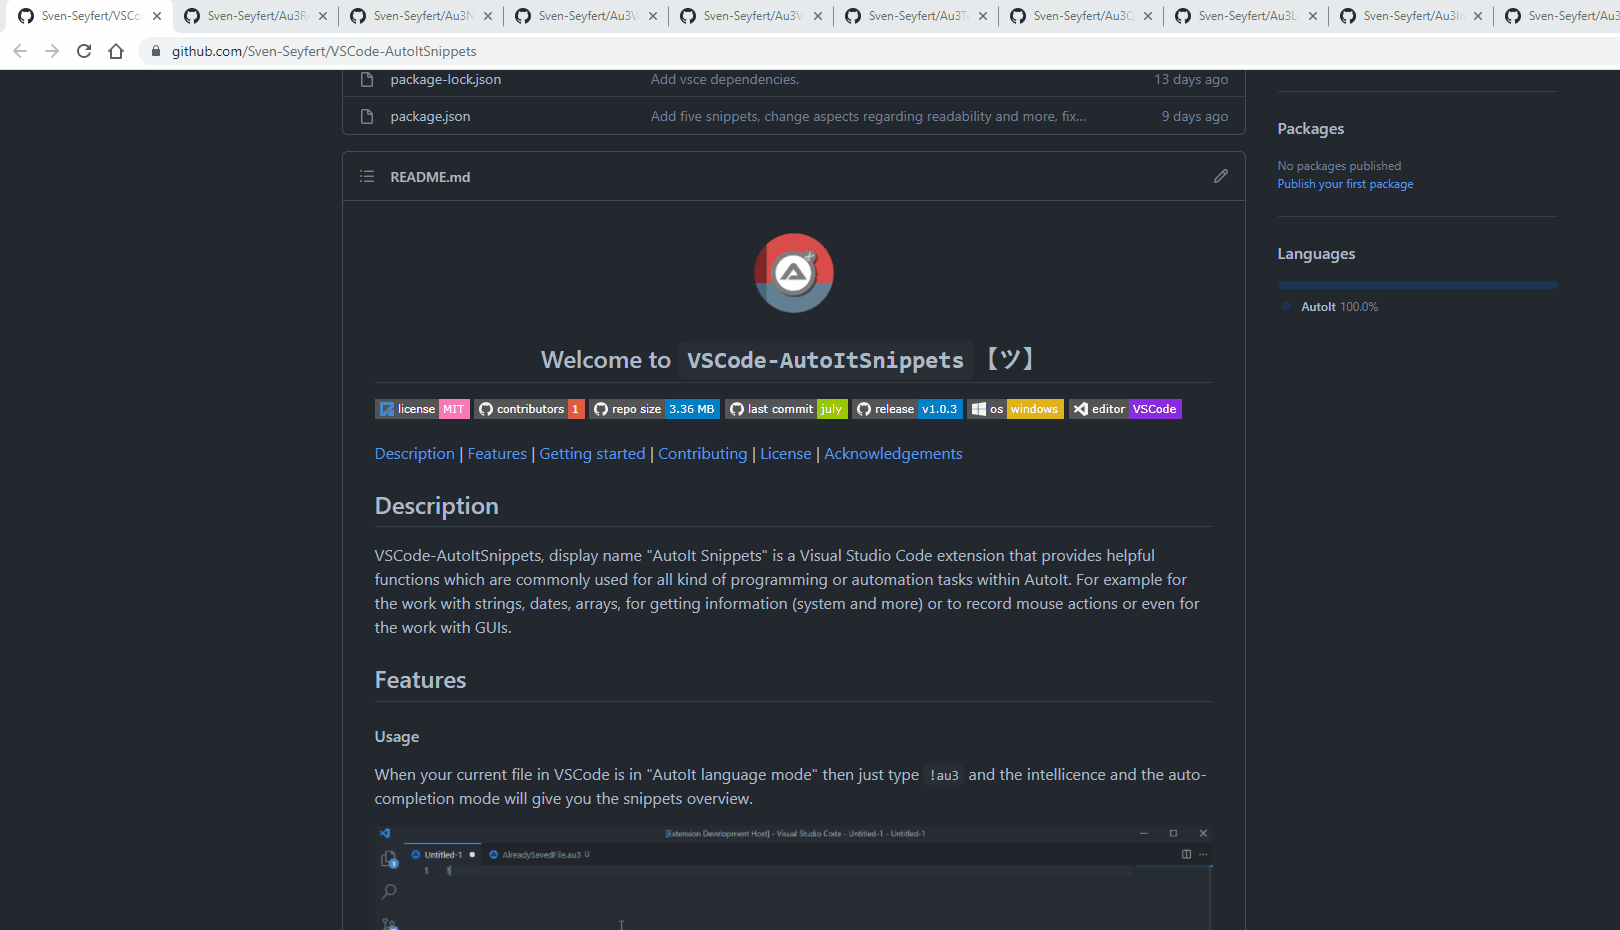 Sven-Seyfert/VSCo
Sven-Seyfert/Au3R
Sven-Seyfert/Au3N
Sven-Seyfert/Au3V
Sven-Seyfert/Au3V
Sven-Seyfert/Au3Te
Sven-Seyfert/Au3C
Sven-Seyfert/Au3L
Sven-Seyfert/Au3In
Sven-Seyfert/Au3
github.com/Sven-Seyfert/VSCode-AutoItSnippets
package-lock.json Add vsce dependencies. 13 days ago
package.json Add five snippets, change aspects regarding readability and more, fix... 9 days ago
README.md
Welcome to VSCode-AutoItSnippets 【ツ】
license MIT contributors 1 repo size 3.36 MB last commit july release v1.0.3 os windows editor VSCode
Description | Features | Getting started | Contributing | License | Acknowledgements
Description
VSCode-AutoItSnippets, display name "AutoIt Snippets" is a Visual Studio Code extension that provides helpful
functions which are commonly used for all kind of programming or automation tasks within AutoIt. For example for
the work with strings, dates, arrays, for getting information (system and more) or to record mouse actions or even for
the work with GUIs.
Features
Usage
When your current file in VSCode is in "AutoIt language mode" then just type !au3 and the intellicence and the auto-
completion mode will give you the snippets overview.
[Extension Development Host] - Visual Studio Code - Untitled-1 - Untitled-1
Untitled-1 AlreadySavedFile.au3 U
1
Packages
No packages published
Publish your first package
Languages
AutoIt 100.0%